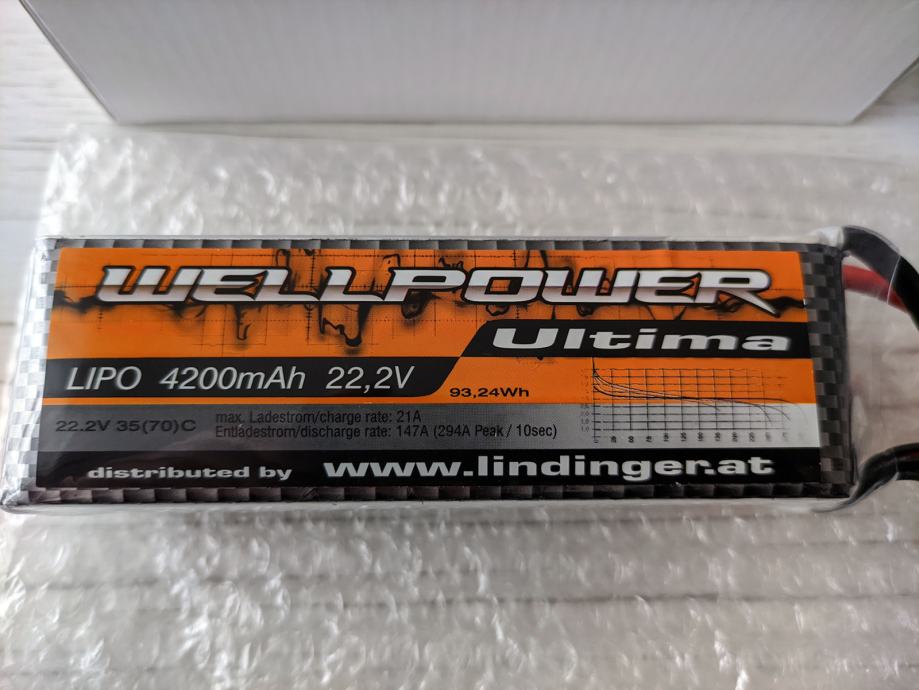 WELLPOWER
Ultima
LIPO 4200mAh 22,2V
93,24Wh
22.2V 35(70)C
max. Ladestrom/charge rate: 21A
Entladestrom/discharge rate: 147A (294A Peak / 10sec)
distributed by www.lindinger.at